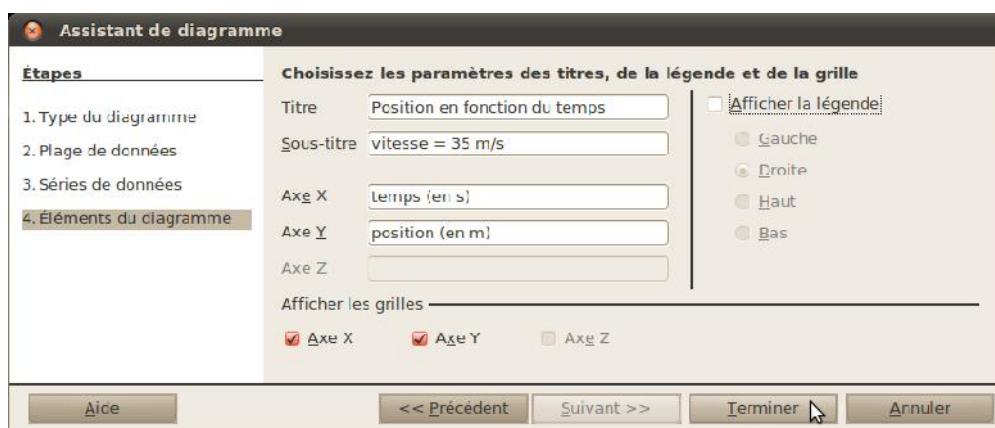 Assistant de diagramme
Étapes
1. Type du diagramme
2. Plage de données
3. Séries de données
4. Éléments du diagramme
Choisissez les paramètres des titres, de la légende et de la grille
Titre Position en fonction du temps
Sous-titre vitesse = 35 m/s
Axe X temps (en s)
Axe Y position (en m)
Axe Z
Afficher la légende
Gauche
Droite
Haut
Bas
Afficher les grilles
Axe X Axe Y Axe Z
Aide << Précédent Suivant >> Terminer Annuler